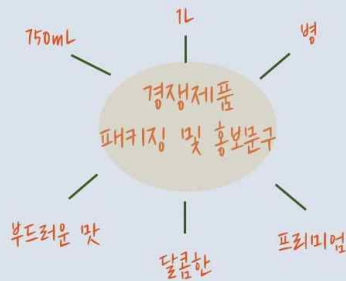 750mL
1L
병
경쟁제품
패키징 및 홍보문구
부드러운 맛
달콤한
프리미엄